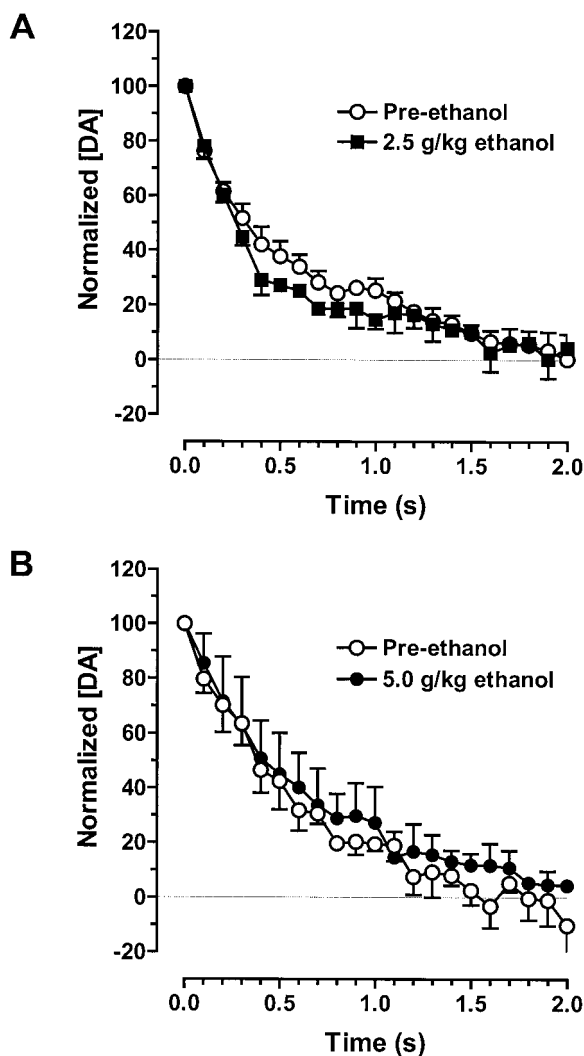 A
120
100
80
60
40
20
0
-20
Normalized [DA]
Pre-ethanol
2.5 g/kg ethanol
0.0 0.5 1.0 1.5 2.0
Time (s)
B
120
100
80
60
40
20
0
-20
Normalized [DA]
Pre-ethanol
5.0 g/kg ethanol
0.0 0.5 1.0 1.5 2.0
Time (s)